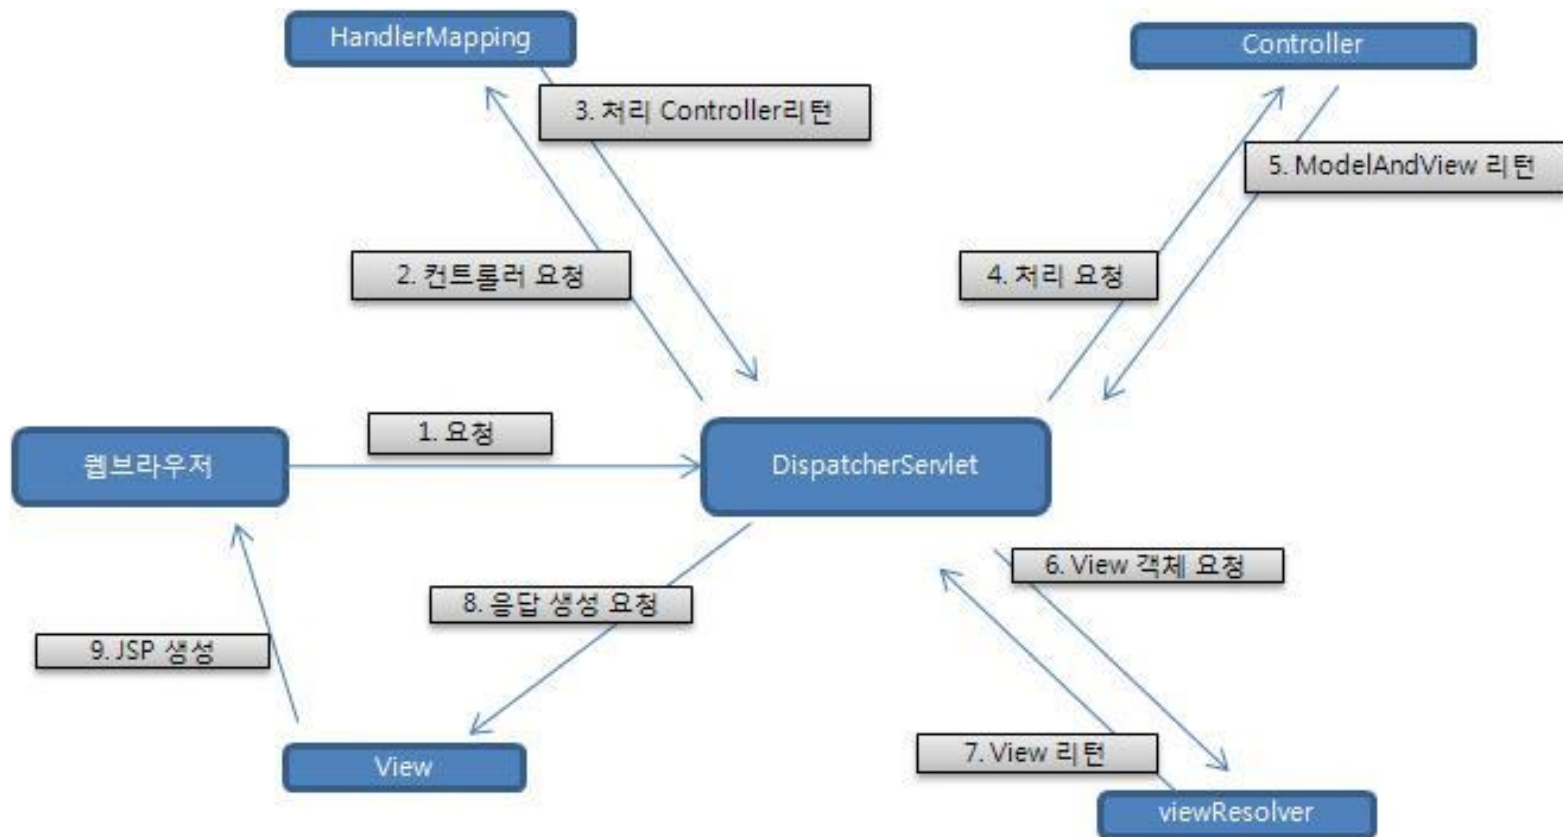 HandlerMapping
Controller
3. 처리 Controller리턴
5. ModelAndView 리턴
2. 컨트롤러 요청
4. 처리 요청
1. 요청
웹브라우저
DispatcherServlet
6. View 객체 요청
8. 응답 생성 요청
9. JSP 생성
7. View 리턴
View
viewResolver